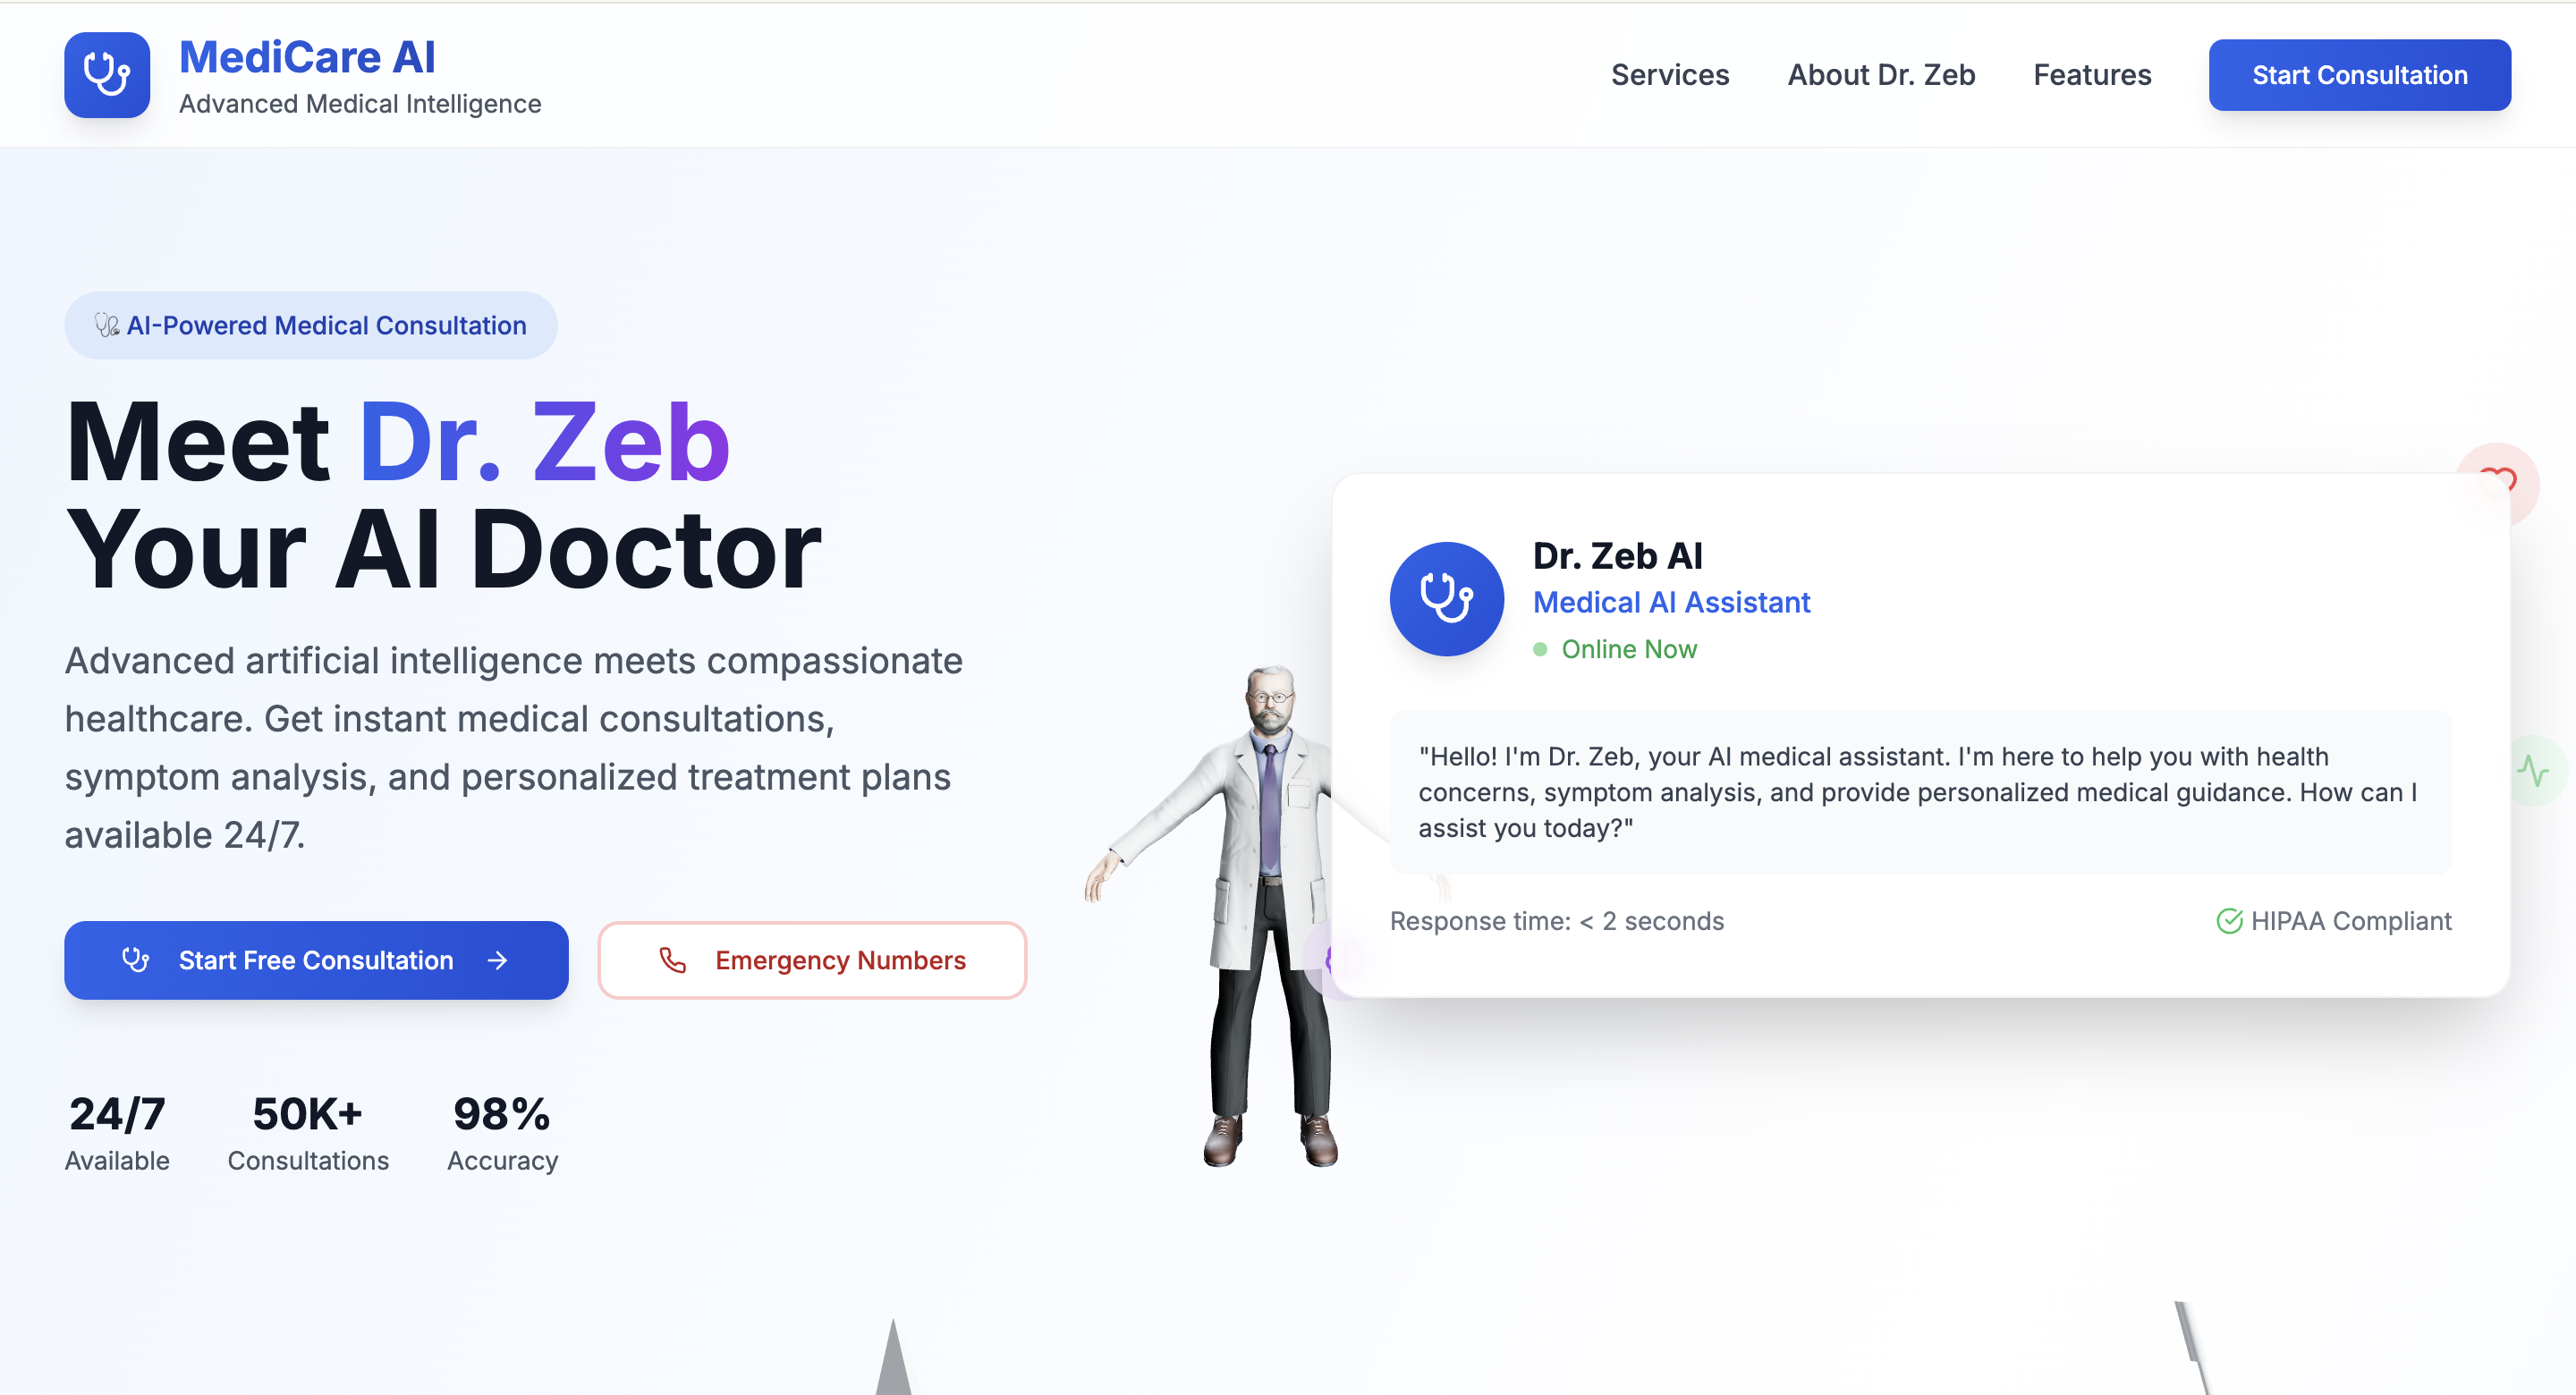 MediCare AI
Advanced Medical Intelligence
Services
About Dr. Zeb
Features
Start Consultation
🩺 AI-Powered Medical Consultation
Meet Dr. Zeb
Your AI Doctor
Advanced artificial intelligence meets compassionate
healthcare. Get instant medical consultations,
symptom analysis, and personalized treatment plans
available 24/7.
Start Free Consultation →
Emergency Numbers
24/7
Available
50K+
Consultations
98%
Accuracy
Dr. Zeb AI
Medical AI Assistant
Online Now
"Hello! I'm Dr. Zeb, your AI medical assistant. I'm here to help you with health
concerns, symptom analysis, and provide personalized medical guidance. How can I
assist you today?"
Response time: < 2 seconds
HIPAA Compliant